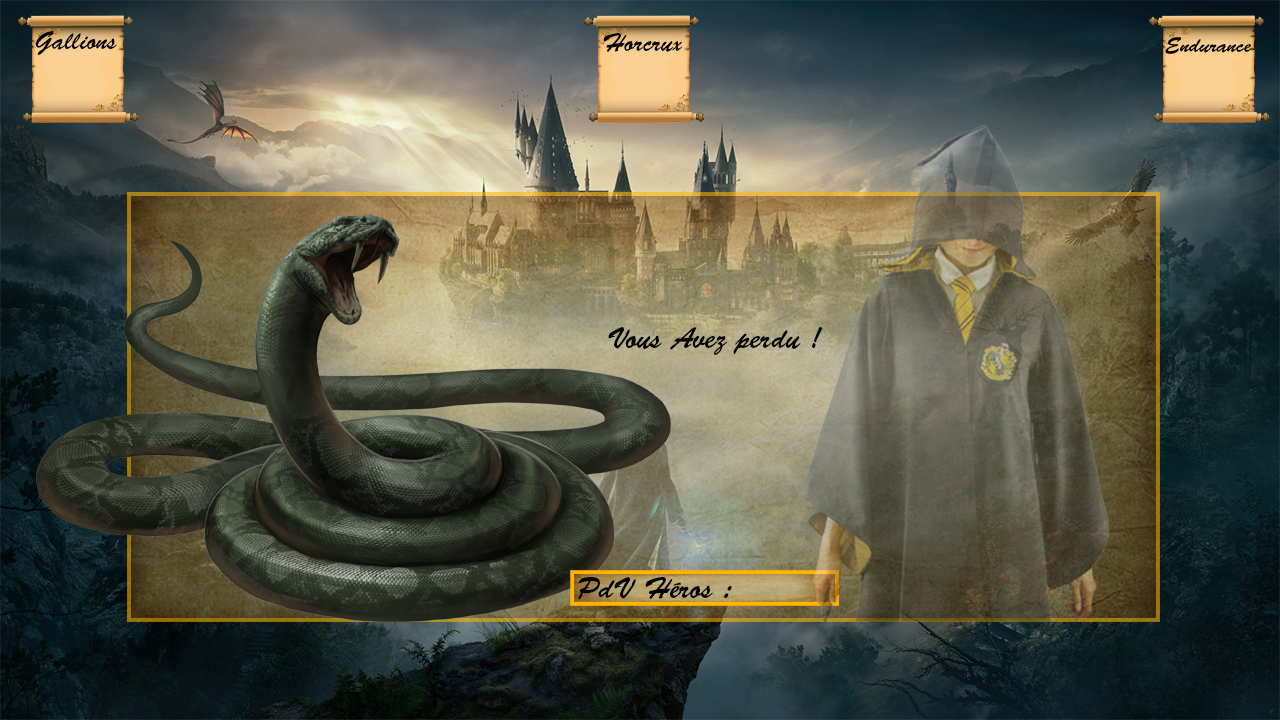 Gallions
Horcrux
Endurance
Vous Avez perdu !
PdV Héros :